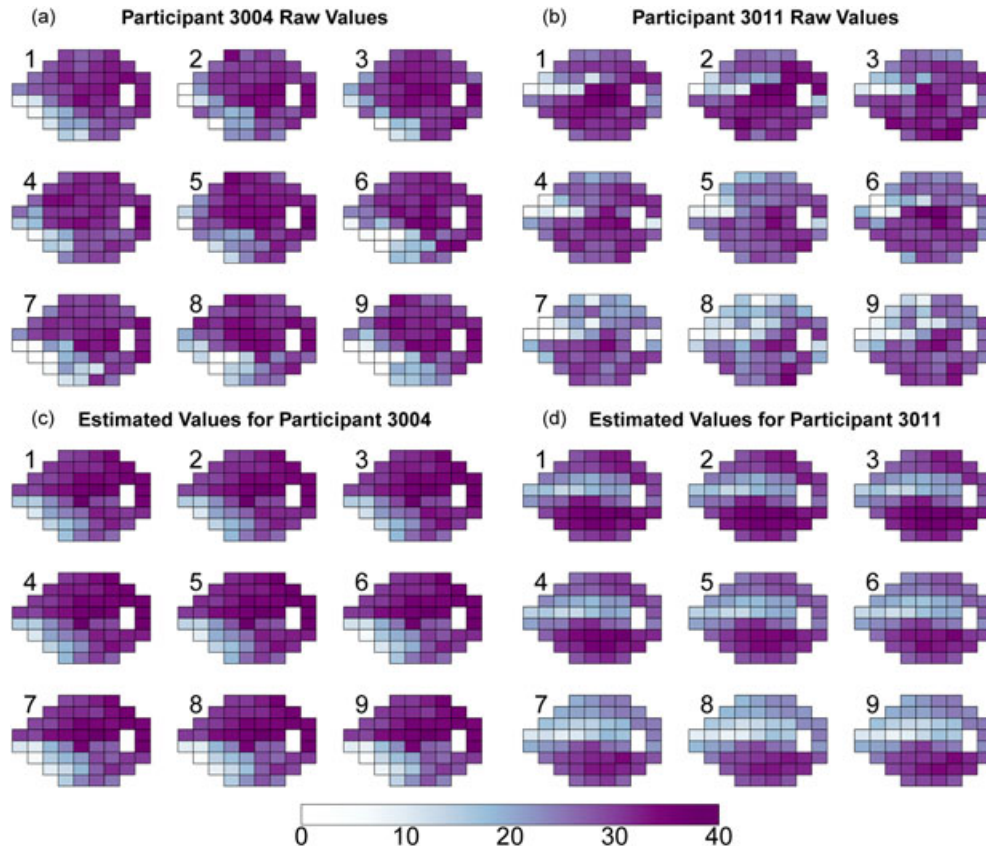 (a) Participant 3004 Raw Values
1 2 3
4 5 6
7 8 9
(b) Participant 3011 Raw Values
1 2 3
4 5 6
7 8 9
(c) Estimated Values for Participant 3004
1 2 3
4 5 6
7 8 9
(d) Estimated Values for Participant 3011
1 2 3
4 5 6
7 8 9
0 10 20 30 40